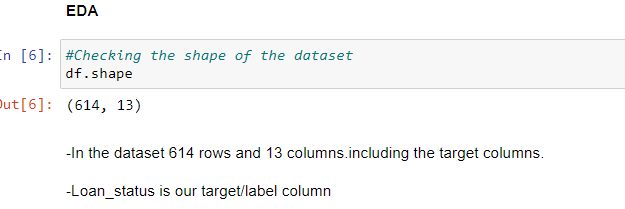 EDA
In [6]: #Checking the shape of the dataset
df.shape
Out[6]: (614, 13)
-In the dataset 614 rows and 13 columns.including the target columns.
-Loan_status is our target/label column